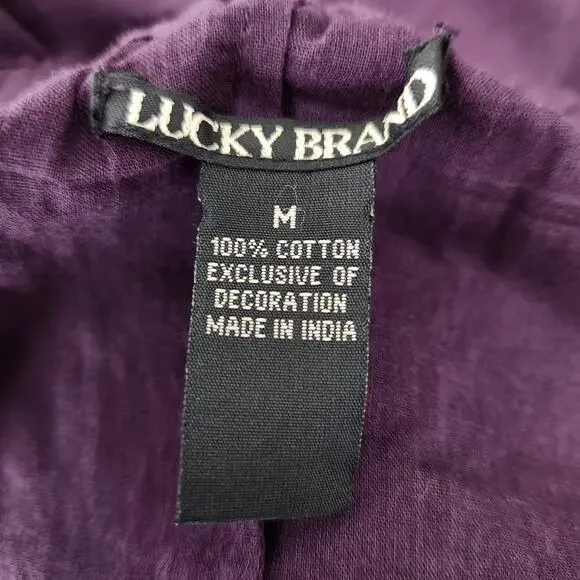 LUCKY BRAND
M
100% COTTON
EXCLUSIVE OF
DECORATION
MADE IN INDIA